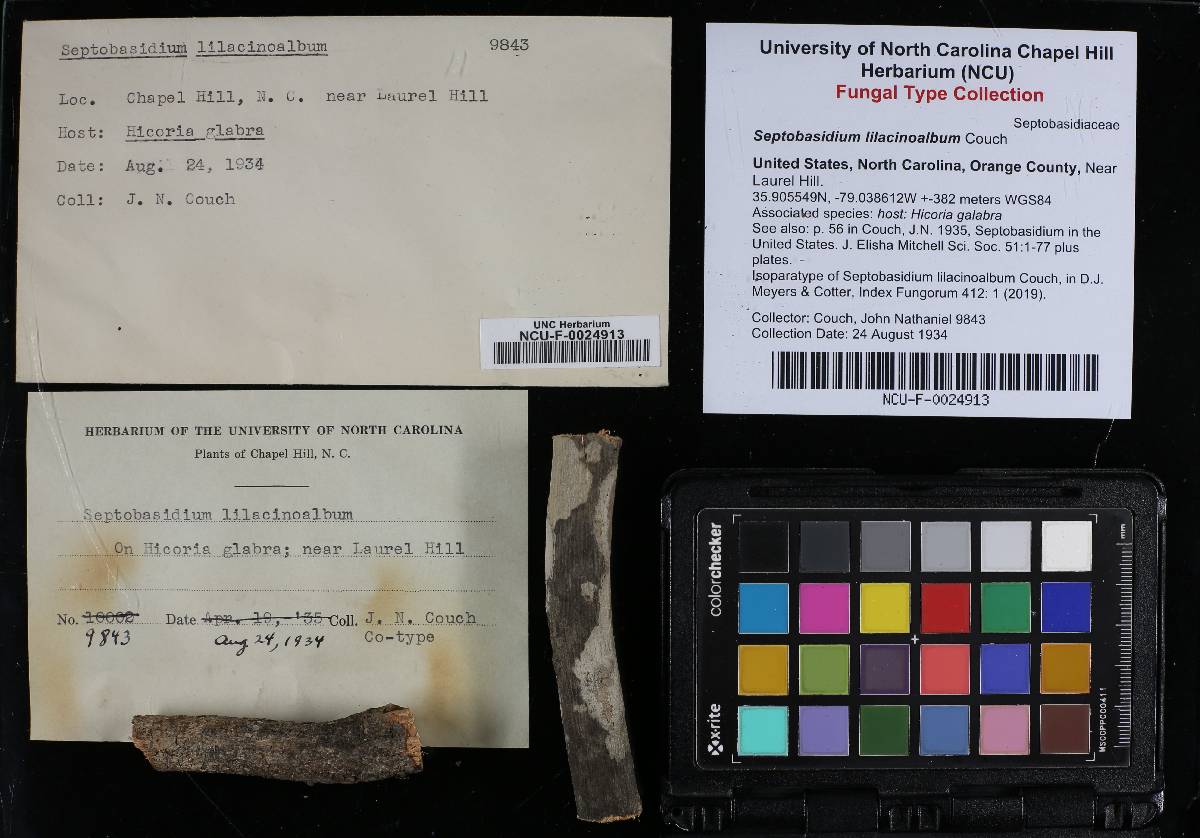 Septobasidium lilacinoalbum 9843
Loc. Chapel Hill, N. C. near Laurel Hill
Host: Hicoria glabra
Date: Aug. 24, 1934
Coll: J. N. Couch
UNC Herbarium
NCU-F-0024913
University of North Carolina Chapel Hill
Herbarium (NCU)
Fungal Type Collection
Septobasidiaceae
Septobasidium lilacinoalbum Couch
United States, North Carolina, Orange County, Near
Laurel Hill.
35.905549N, -79.038612W +-382 meters WGS84
Associated species: host: Hicoria galabra
See also: p. 56 in Couch, J.N. 1935, Septobasidium in the
United States. J. Elisha Mitchell Sci. Soc. 51:1-77 plus
plates.
Isoparatype of Septobasidium lilacinoalbum Couch, in D.J.
Meyers & Cotter, Index Fungorum 412: 1 (2019).
Collector: Couch, John Nathaniel 9843
Collection Date: 24 August 1934
NCU-F-0024913
HERBARIUM OF THE UNIVERSITY OF NORTH CAROLINA
Plants of Chapel Hill, N. C.
Septobasidium lilacinoalbum
On Hicoria glabra; near Laurel Hill
No. 10002 Date Apr. 10, '35 Coll. J. N. Couch
9843 Aug 24, 1934 Co-type
colorchecker
x-rite
mm
MSCCPPCC0411